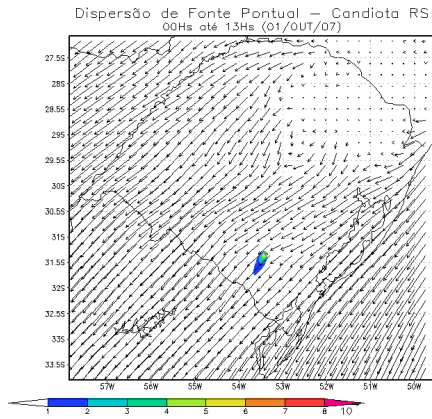 Dispersão de Fonte Pontual – Candiota RS
00Hs até 13Hs (01/OUT/07)
27.5S
28S
28.5S
29S
29.5S
30S
30.5S
31S
31.5S
32S
32.5S
33S
33.5S
57W 56W 55W 54W 53W 52W 51W 50W
1 2 3 4 5 6 7 8 10